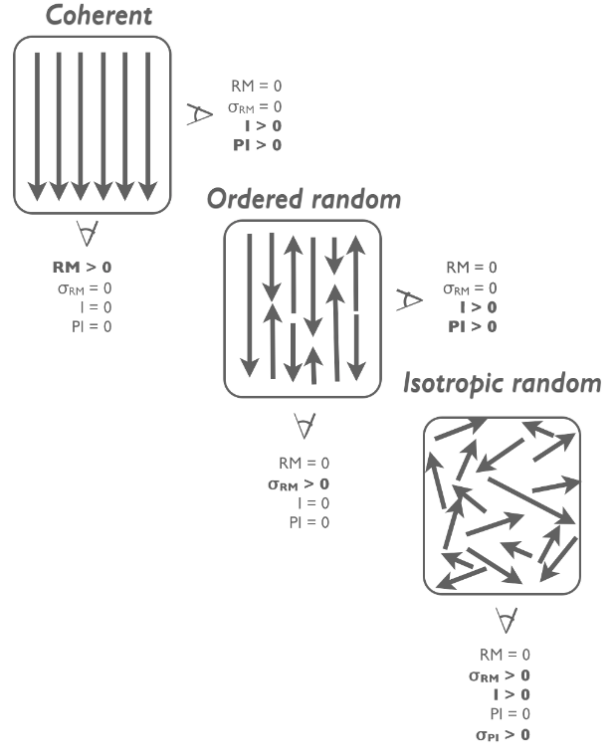 Coherent
RM = 0
σRM = 0
I > 0
PI > 0
RM > 0
σRM = 0
I = 0
PI = 0
Ordered random
RM = 0
σRM = 0
I > 0
PI > 0
RM = 0
σRM > 0
I = 0
PI = 0
Isotropic random
RM = 0
σRM > 0
I > 0
PI = 0
σPI > 0